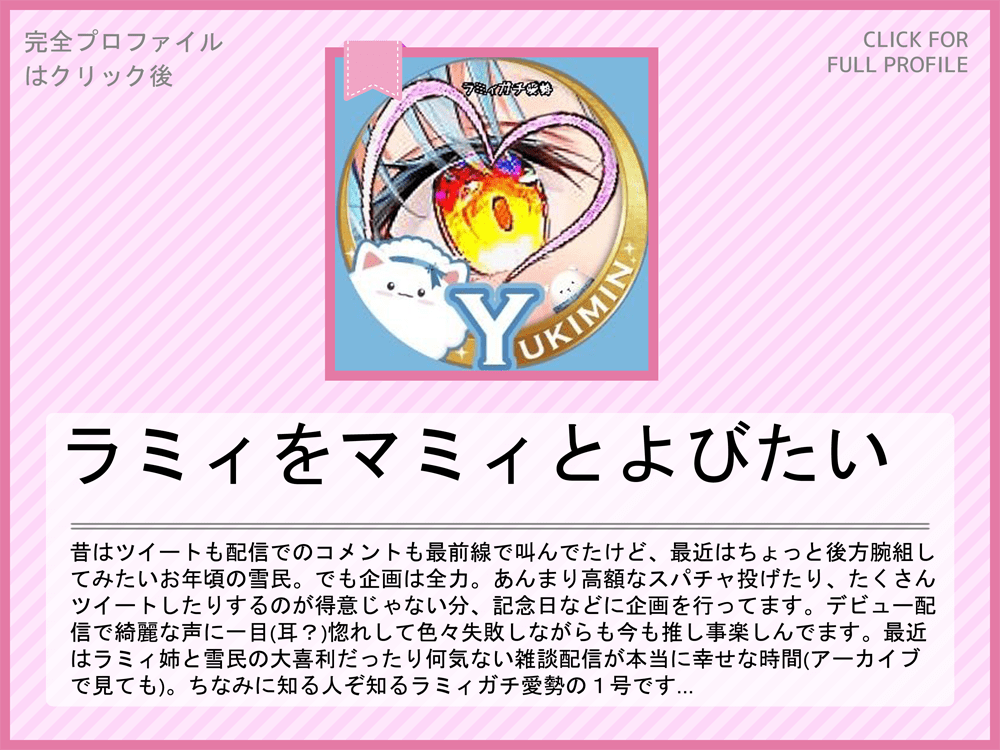 完全プロファイル
はクリック後
CLICK FOR
FULL PROFILE
ラミィガチ愛勢
YUKIMIN
ラミィをマミィとよびたい
昔はツイートも配信でのコメントも最前線で叫んでたけど、最近はちょっと後方腕組し
てみたいお年頃の雪民。でも企画は全力。あんまり高額なスパチャ投げたり、たくさん
ツイートしたりするのが得意じゃない分、記念日などに企画を行ってます。デビュー配
信で綺麗な声に一目(耳？)惚れして色々失敗しながらも今も推し事楽しんでます。最近
はラミィ姉と雪民の大喜利だったり何気ない雑談配信が本当に幸せな時間(アーカイブ
で見ても)。ちなみに知る人ぞ知るラミィガチ愛勢の１号です...